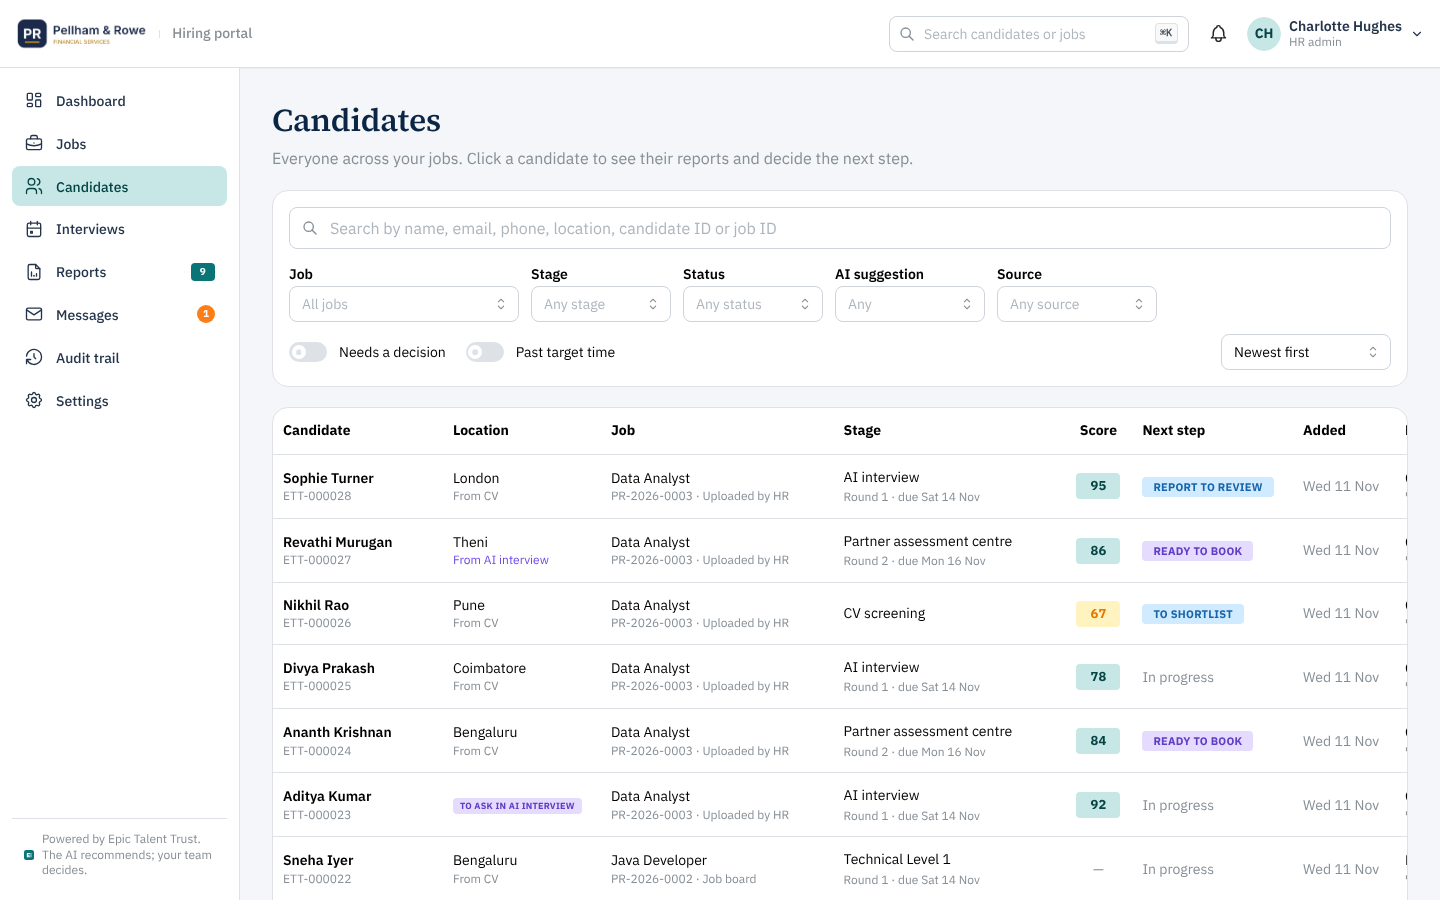 PR
Pellham & Rowe
FINANCIAL SERVICES
Hiring portal
Search candidates or jobs
⌘K
CH
Charlotte Hughes
HR admin
Dashboard
Jobs
Candidates
Interviews
Reports
9
Messages
1
Audit trail
Settings
Powered by Epic Talent Trust.
The AI recommends; your team
decides.
Candidates
Everyone across your jobs. Click a candidate to see their reports and decide the next step.
Search by name, email, phone, location, candidate ID or job ID
Job Stage Status AI suggestion Source
All jobs Any stage Any status Any Any source
Needs a decision Past target time Newest first
Candidate Location Job Stage Score Next step Added
Sophie Turner London Data Analyst AI interview 95 REPORT TO REVIEW Wed 11 Nov
ETT-000028 From CV PR-2026-0003 · Uploaded by HR Round 1 · due Sat 14 Nov
Revathi Murugan Theni Data Analyst Partner assessment centre 86 READY TO BOOK Wed 11 Nov
ETT-000027 From AI interview PR-2026-0003 · Uploaded by HR Round 2 · due Mon 16 Nov
Nikhil Rao Pune Data Analyst CV screening 67 TO SHORTLIST Wed 11 Nov
ETT-000026 From CV PR-2026-0003 · Uploaded by HR
Divya Prakash Coimbatore Data Analyst AI interview 78 In progress Wed 11 Nov
ETT-000025 From CV PR-2026-0003 · Uploaded by HR Round 1 · due Sat 14 Nov
Ananth Krishnan Bengaluru Data Analyst Partner assessment centre 84 READY TO BOOK Wed 11 Nov
ETT-000024 From CV PR-2026-0003 · Uploaded by HR Round 2 · due Mon 16 Nov
Aditya Kumar TO ASK IN AI INTERVIEW Data Analyst AI interview 92 In progress Wed 11 Nov
ETT-000023 PR-2026-0003 · Uploaded by HR Round 1 · due Sat 14 Nov
Sneha Iyer Bengaluru Java Developer Technical Level 1 — In progress Wed 11 Nov
ETT-000022 From CV PR-2026-0002 · Job board Round 1 · due Sat 14 Nov